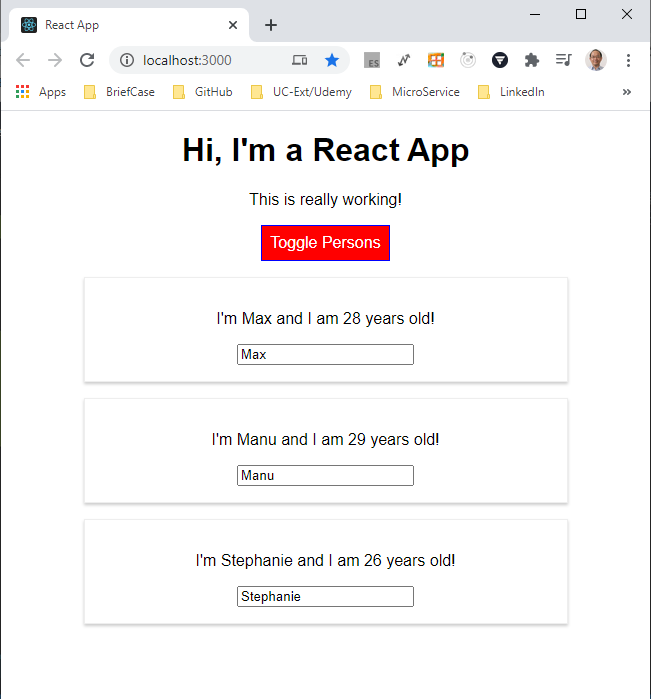 React App
localhost:3000
ES
Apps BriefCase GitHub UC-Ext/Udemy MicroService LinkedIn »
Hi, I'm a React App
This is really working!
Toggle Persons
I'm Max and I am 28 years old!
Max
I'm Manu and I am 29 years old!
Manu
I'm Stephanie and I am 26 years old!
Stephanie